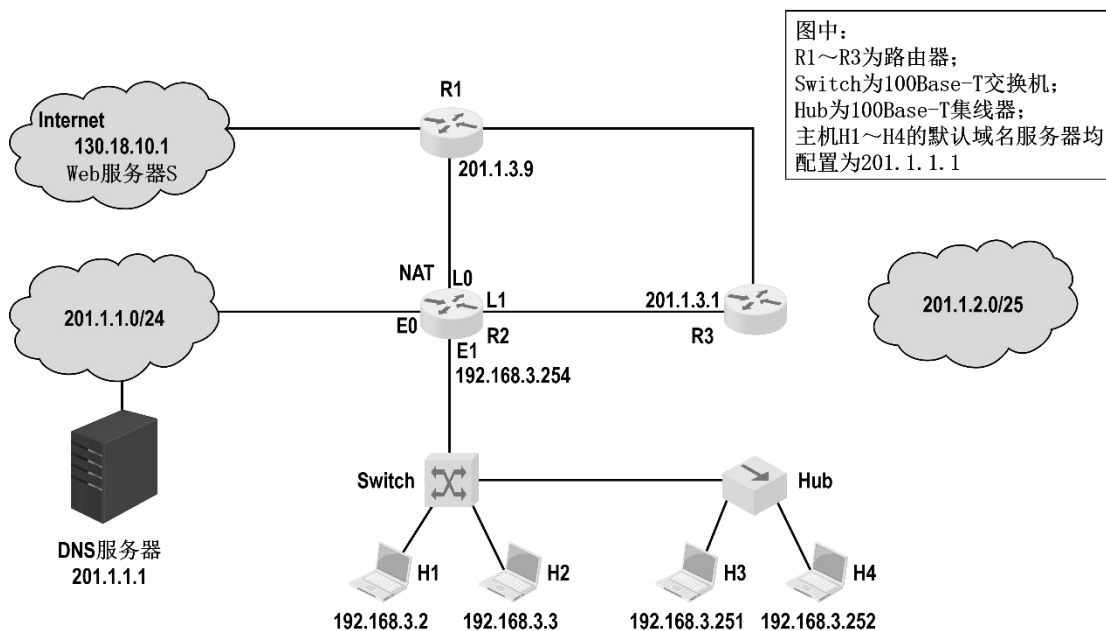 图中：
R1～R3为路由器；
Switch为100Base-T交换机；
Hub为100Base-T集线器；
主机H1～H4的默认域名服务器均
配置为201.1.1.1
R1
Internet
130.18.10.1
Web服务器S
201.1.3.9
NAT
L0
L1
201.1.3.1
201.1.1.0/24
201.1.2.0/25
E0
R2
R3
E1
192.168.3.254
Switch
Hub
DNS服务器
201.1.1.1
H1
H2
H3
H4
192.168.3.2
192.168.3.3
192.168.3.251
192.168.3.252